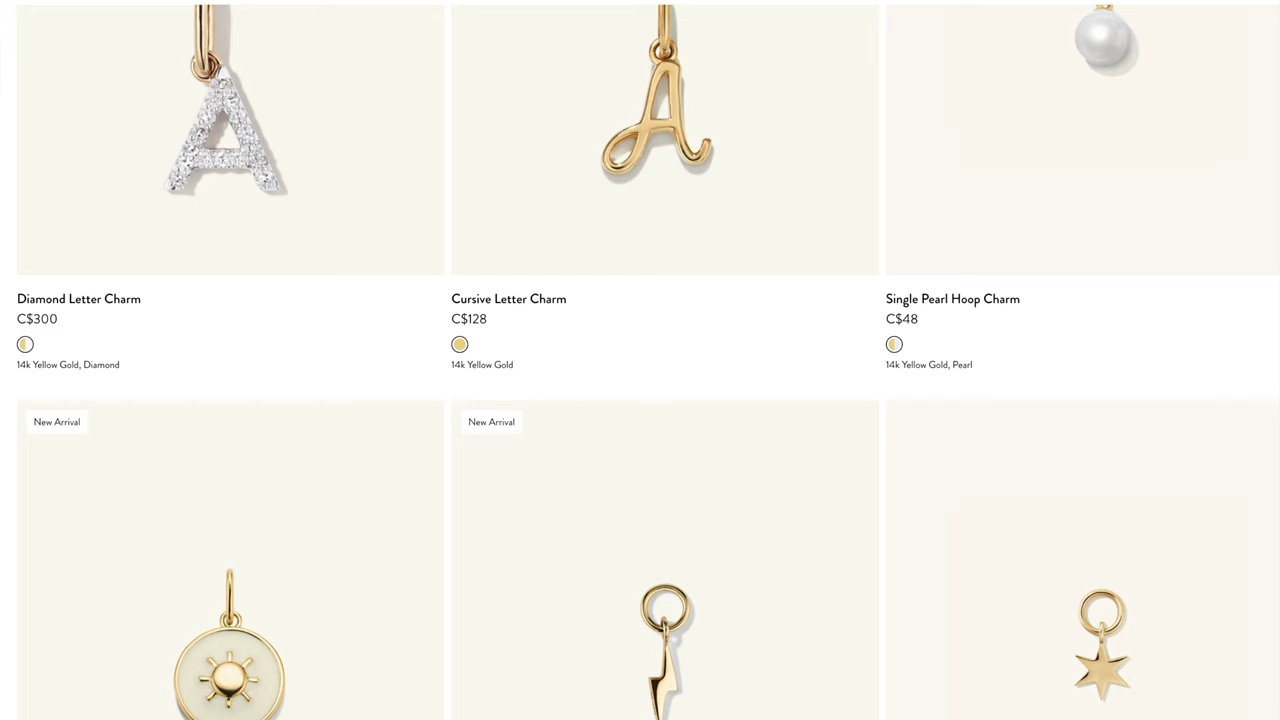 Diamond Letter Charm
C$300
14k Yellow Gold, Diamond
Cursive Letter Charm
C$128
14k Yellow Gold
Single Pearl Hoop Charm
C$48
14k Yellow Gold, Pearl
New Arrival
New Arrival